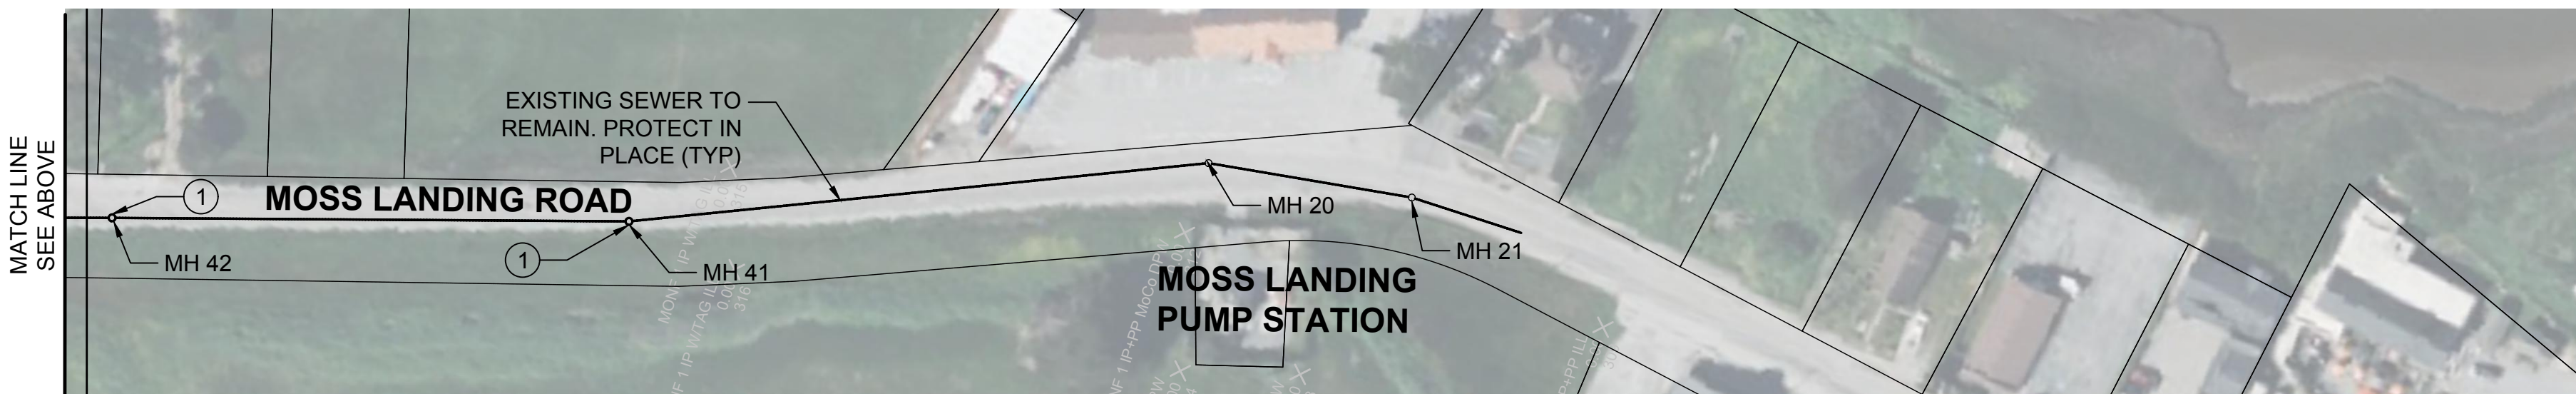 MATCH LINE
SEE ABOVE
EXISTING SEWER TO
REMAIN. PROTECT IN
PLACE (TYP)
1
MOSS LANDING ROAD
MH 42
1
MH 41
MH 20
MH 21
MOSS LANDING
PUMP STATION